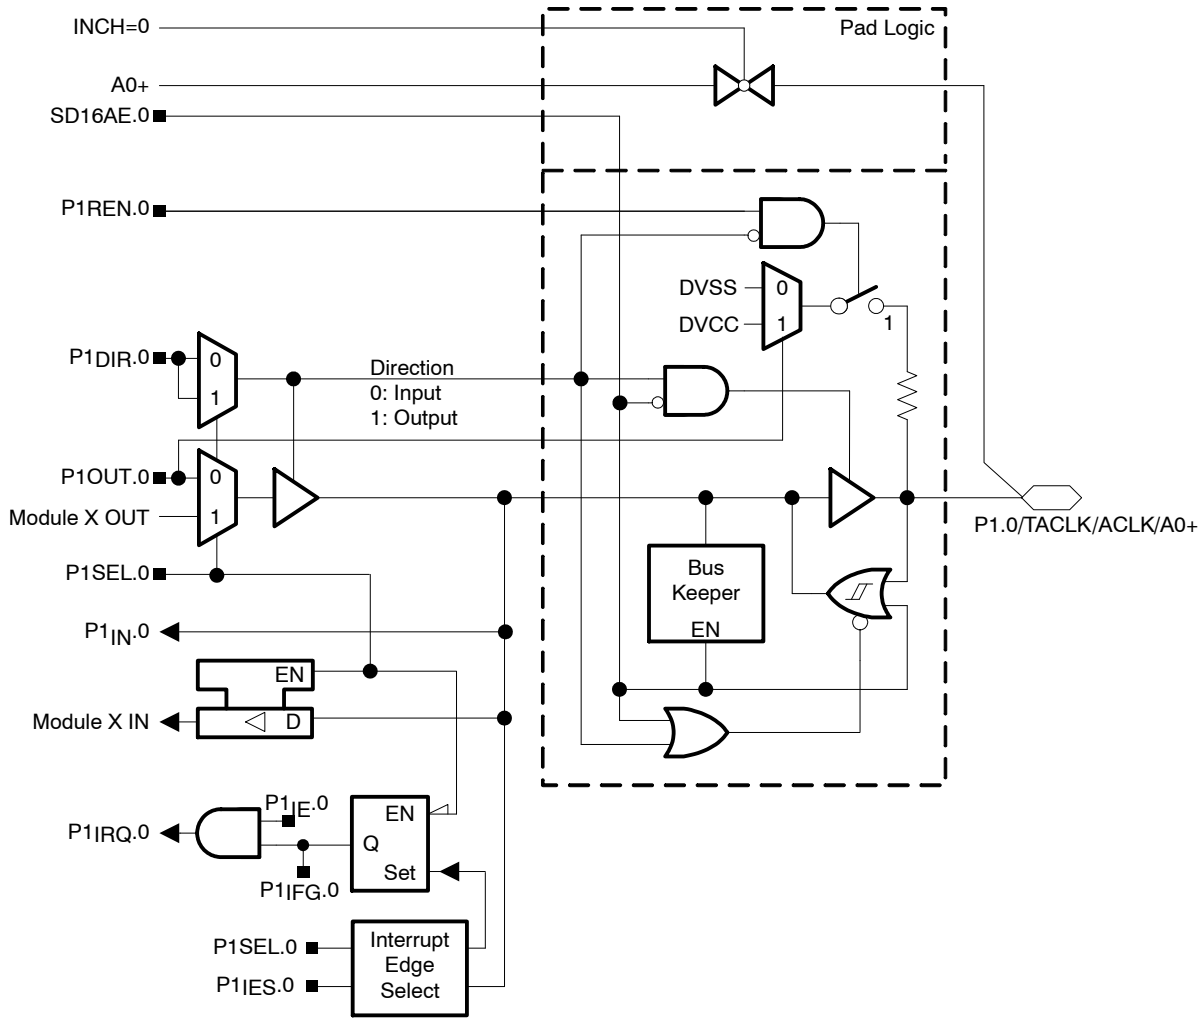 INCH=0
Pad Logic
A0+
SD16AE.0
P1REN.0
DVSS
0
DVCC
1
1
P1DIR.0
0
1
Direction
0: Input
1: Output
P1OUT.0
0
Module X OUT
1
P1.0/TACLK/ACLK/A0+
P1SEL.0
Bus
Keeper
EN
P1IN.0
EN
Module X IN
D
P1IE.0
EN
P1IRQ.0
Q
Set
P1IFG.0
P1SEL.0
P1IES.0
Interrupt
Edge
Select